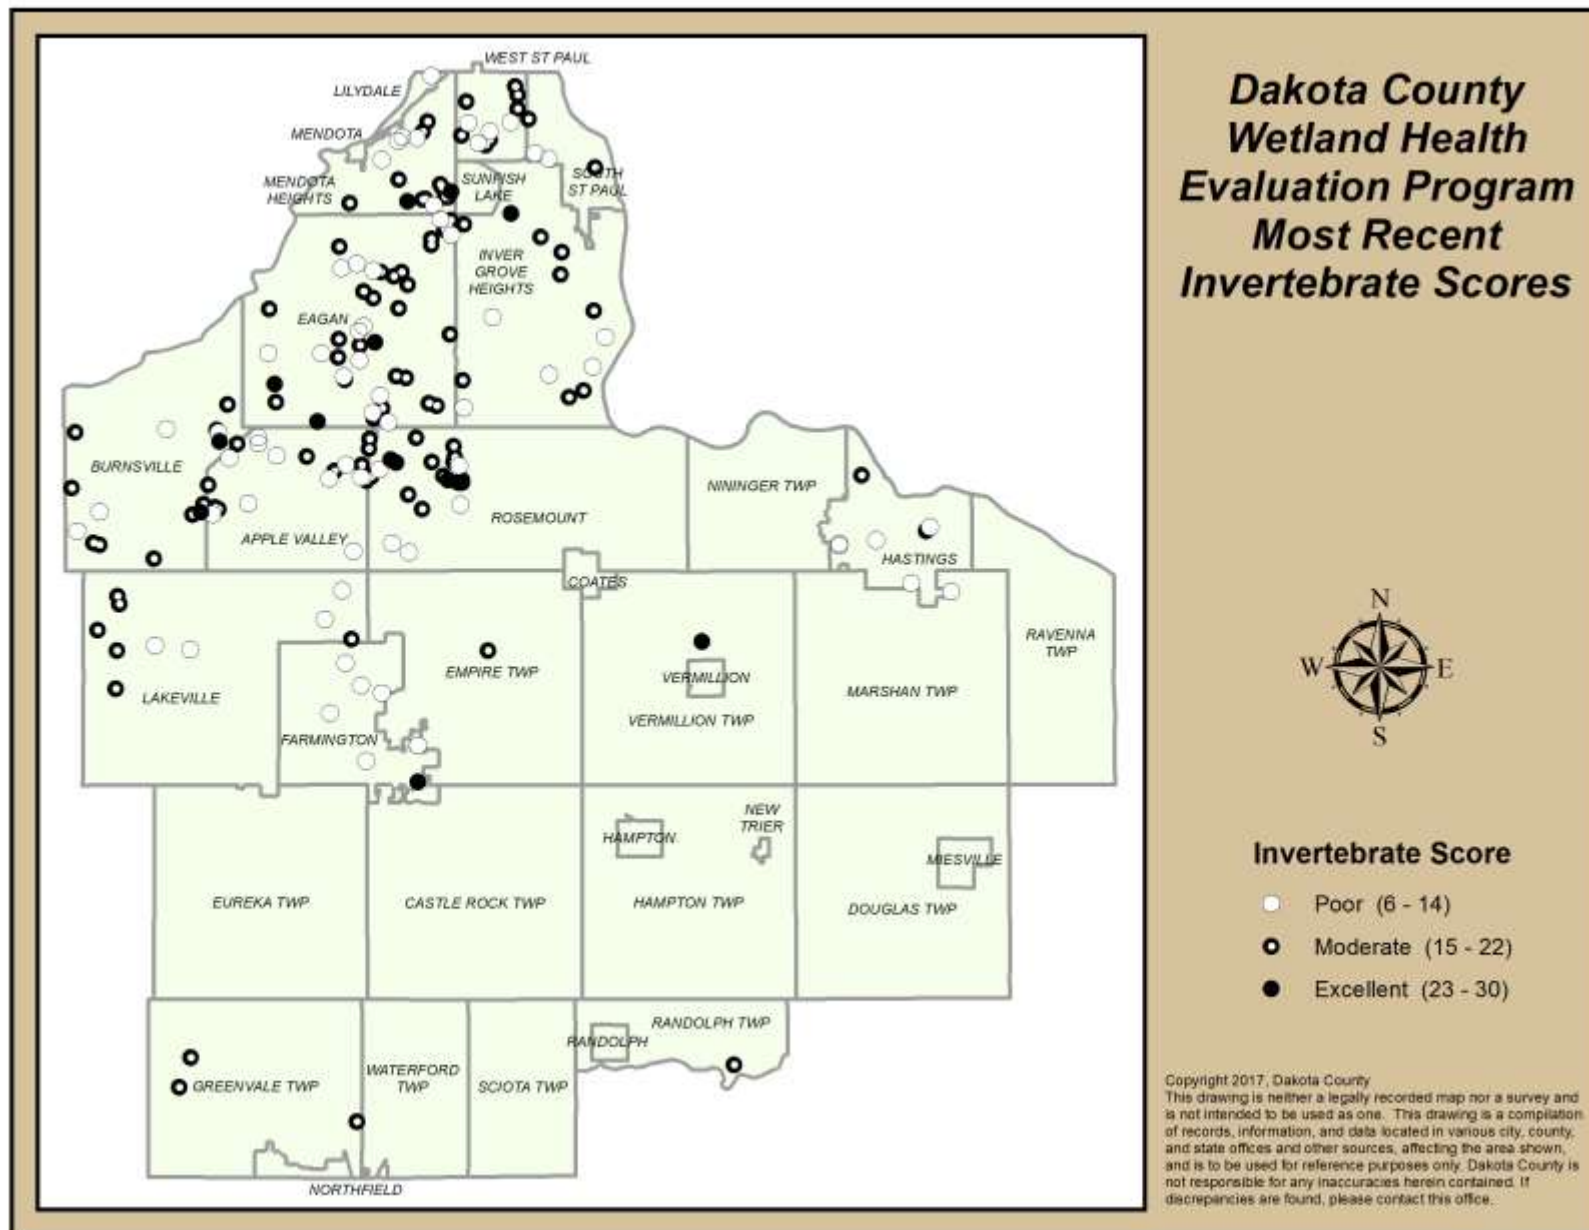 Dakota County
Wetland Health
Evaluation Program
Most Recent
Invertebrate Scores
WEST ST PAUL
LILYDALE
MENDOTA
MENDOTA
HEIGHTS
SUNFISH
LAKE
SOUTH
ST PAUL
INVER
GROVE
HEIGHTS
EAGAN
BURNSVILLE
APPLE VALLEY
ROSEMOUNT
NININGER TWP
HASTINGS
COATES
RAVENNA
TWP
LAKEVILLE
EMPIRE TWP
VERMILLION
VERMILLION TWP
MARSHAN TWP
FARMINGTON
HAMPTON
NEW
TRIER
MIESVILLE
EUREKA TWP
CASTLE ROCK TWP
HAMPTON TWP
DOUGLAS TWP
RANDOLPH TWP
RANDOLPH
GREENVALE TWP
WATERFORD
TWP
SCIOTA TWP
NORTHFIELD
N
W E
S
Invertebrate Score
Poor (6 - 14)
Moderate (15 - 22)
Excellent (23 - 30)
Copyright 2017, Dakota County
This drawing is neither a legally recorded map nor a survey and
is not intended to be used as one. This drawing is a compilation
of records, information, and data located in various city, county,
and state offices and other sources, affecting the area shown,
and is to be used for reference purposes only. Dakota County is
not responsible for any inaccuracies herein contained. If
discrepancies are found, please contact this office.